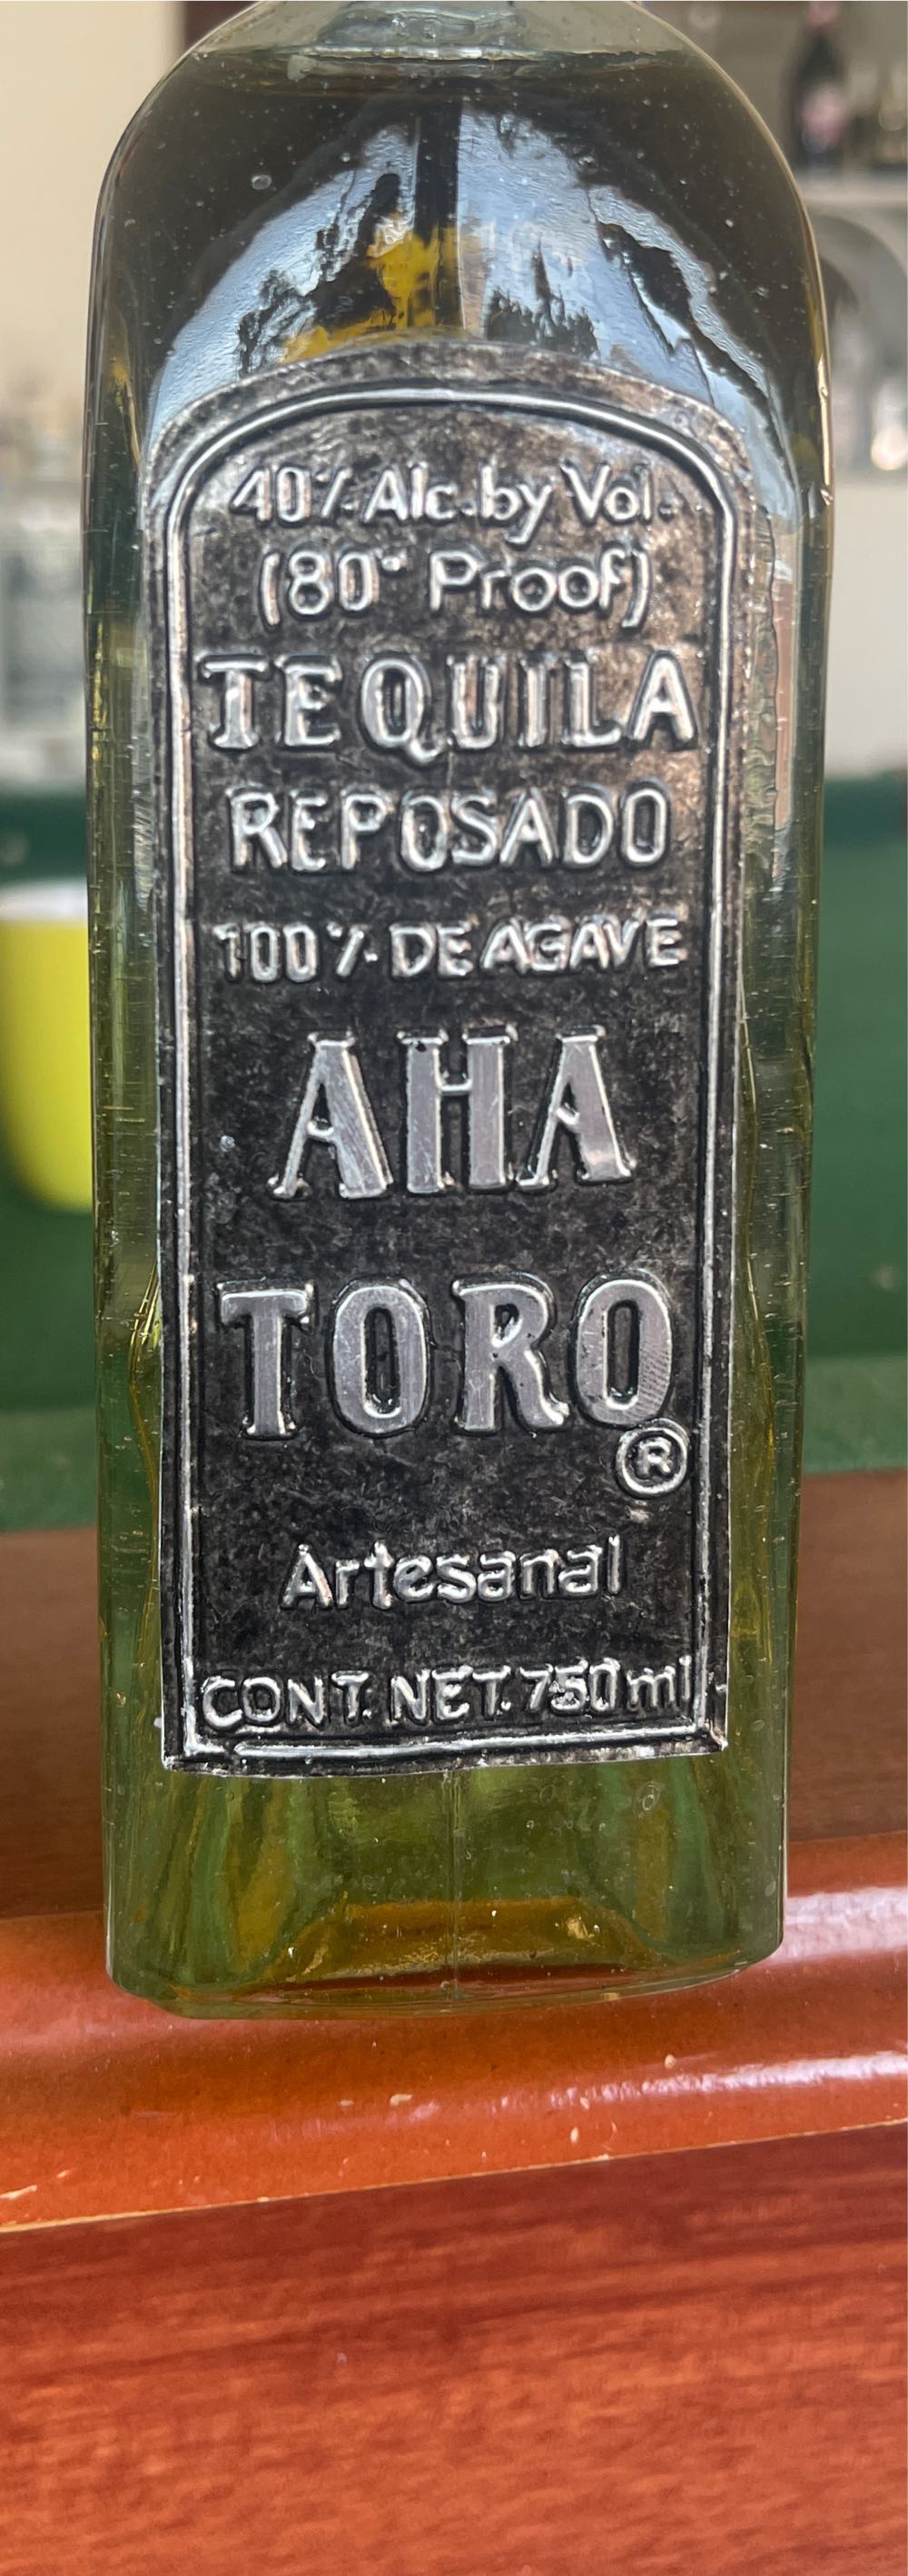 40% Alc. by Vol.
(80° Proof)
TEQUILA
REPOSADO
100% DE AGAVE
AHA
TORO
®
Artesanal
CONT. NET. 750 ml